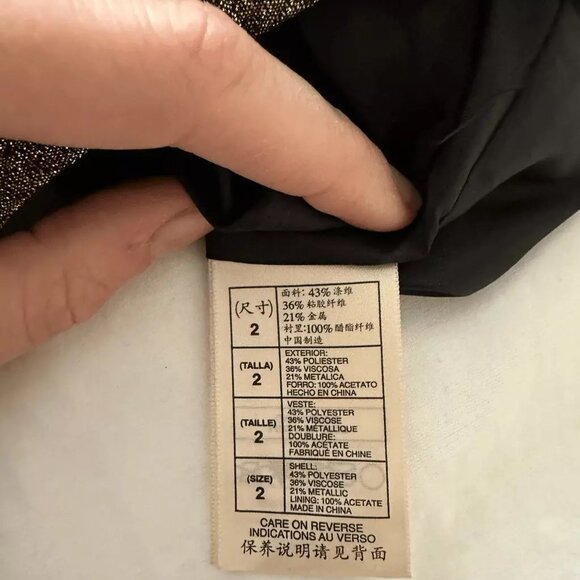 (尺寸)
2
面料: 43% 涤维
36% 粘胶纤维
21% 金属
衬里:100% 醋酯纤维
中国制造
(TALLA)
2
EXTERIOR:
43% POLIESTER
36% VISCOSA
21% METALICA
FORRO: 100% ACETATO
HECHO EN CHINA
(TAILLE)
2
VESTE:
43% POLYESTER
36% VISCOSE
21% MÉTALLIQUE
DOUBLURE:
100% ACÉTATE
FABRIQUÉ EN CHINE
(SIZE)
2
SHELL:
43% POLYESTER
36% VISCOSE
21% METALLIC
LINING: 100% ACETATE
MADE IN CHINA
CARE ON REVERSE
INDICATIONS AU VERSO
保养说明请见背面